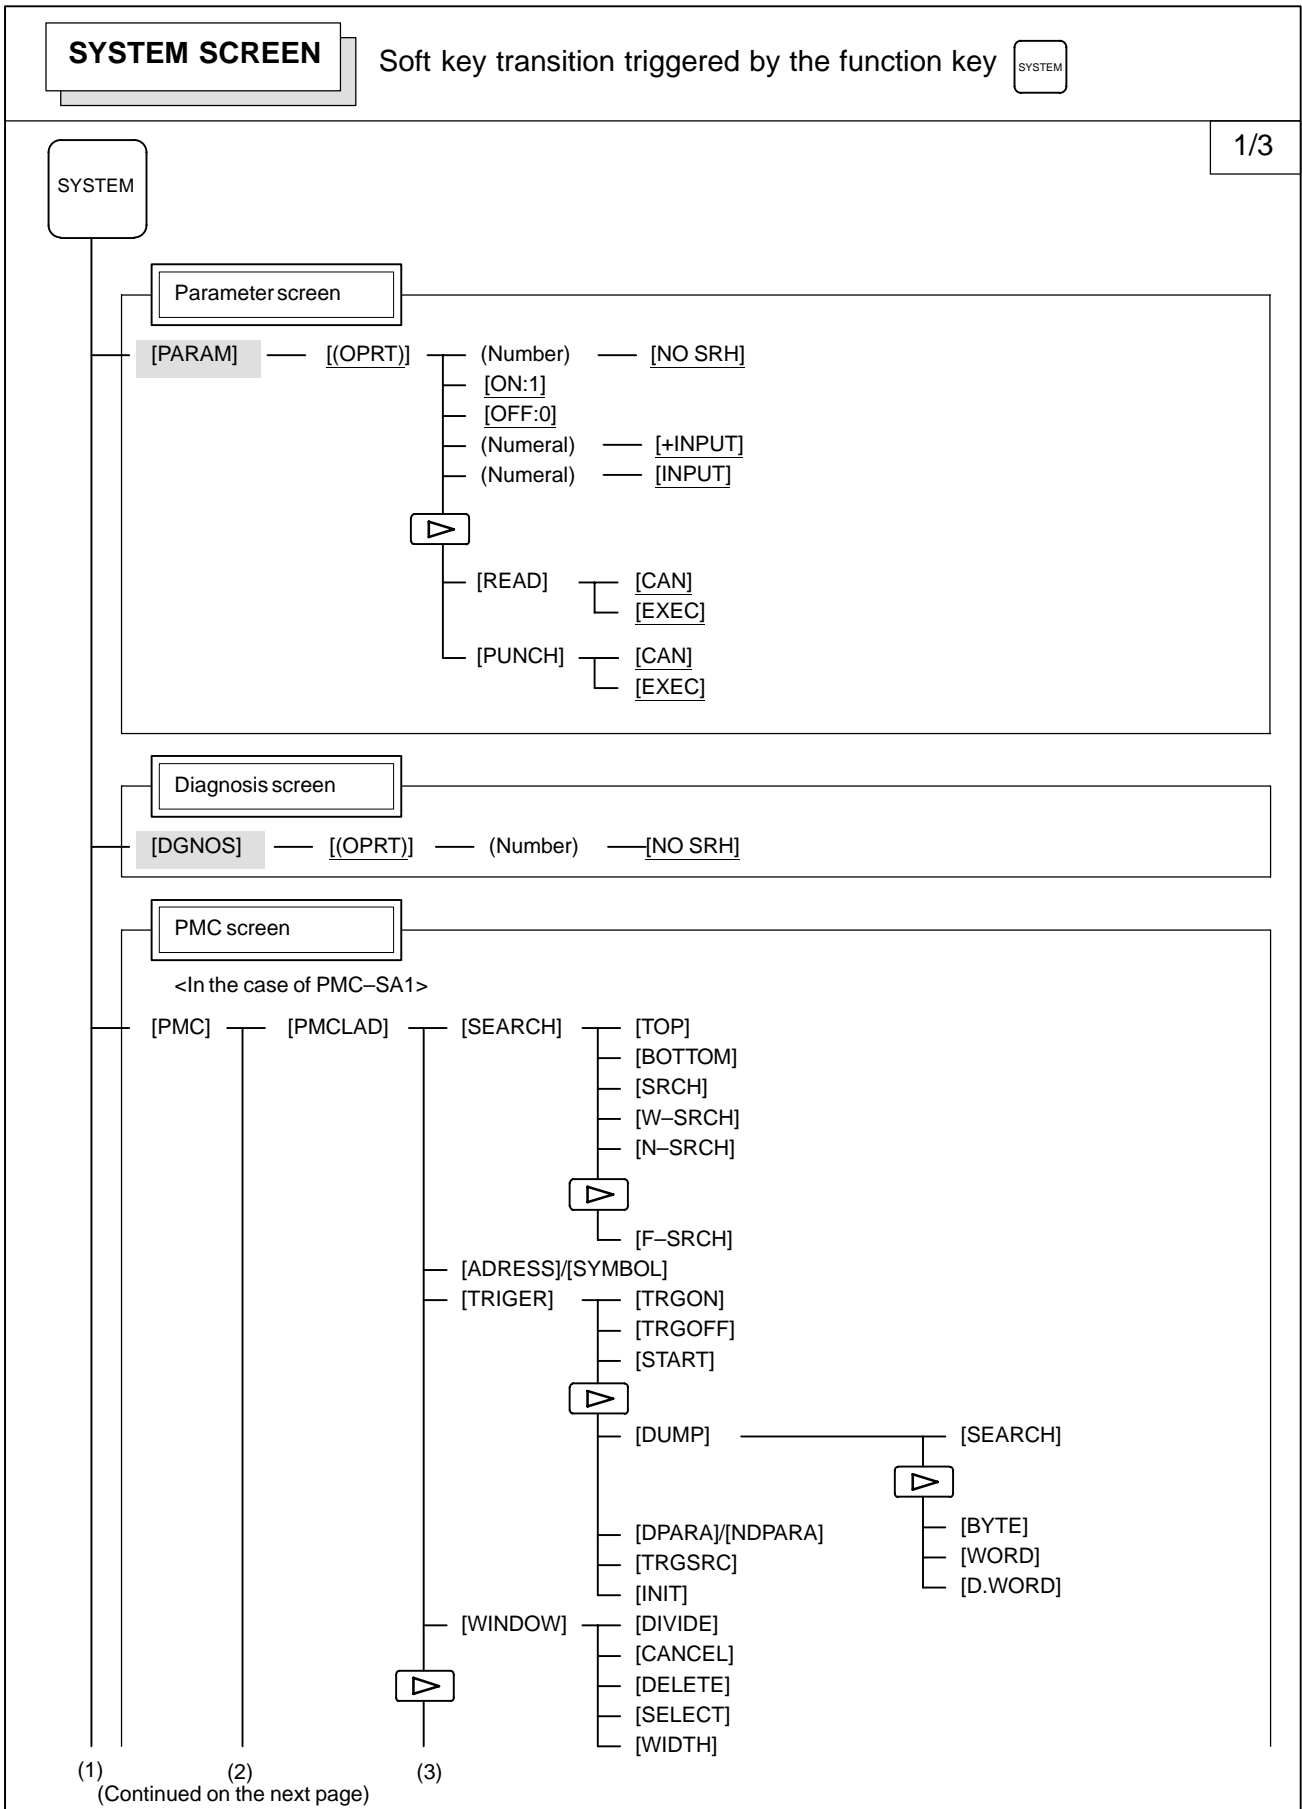 SYSTEM SCREEN Soft key transition triggered by the function key SYSTEM
1/3
SYSTEM
Parameter screen
[PARAM] [(OPRT)] (Number) [NO SRH]
[ON:1]
[OFF:0]
(Numeral) [+INPUT]
(Numeral) [INPUT]
[READ] [CAN]
[EXEC]
[PUNCH] [CAN]
[EXEC]
Diagnosis screen
[DGNOS] [(OPRT)] (Number) [NO SRH]
PMC screen
<In the case of PMC–SA1>
[PMC] [PMCLAD] [SEARCH] [TOP]
[BOTTOM]
[SRCH]
[W–SRCH]
[N–SRCH]
[F–SRCH]
[ADRESS]/[SYMBOL]
[TRIGER] [TRGON]
[TRGOFF]
[START]
[DUMP] [SEARCH]
[BYTE]
[DPARA]/[NDPARA]
[WORD]
[TRGSRC]
[D.WORD]
[INIT]
[WINDOW] [DIVIDE]
[CANCEL]
[DELETE]
[SELECT]
[WIDTH]
(1) (2) (3)
(Continued on the next page)